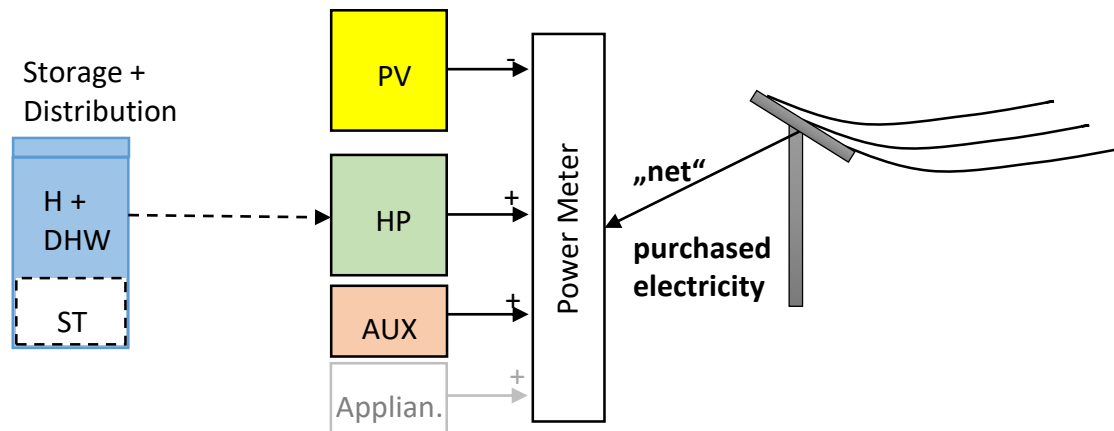 Storage +
Distribution
H +
DHW
ST
PV
-
HP
+
AUX
+
Applian.
+
Power Meter
„net“
purchased
electricity